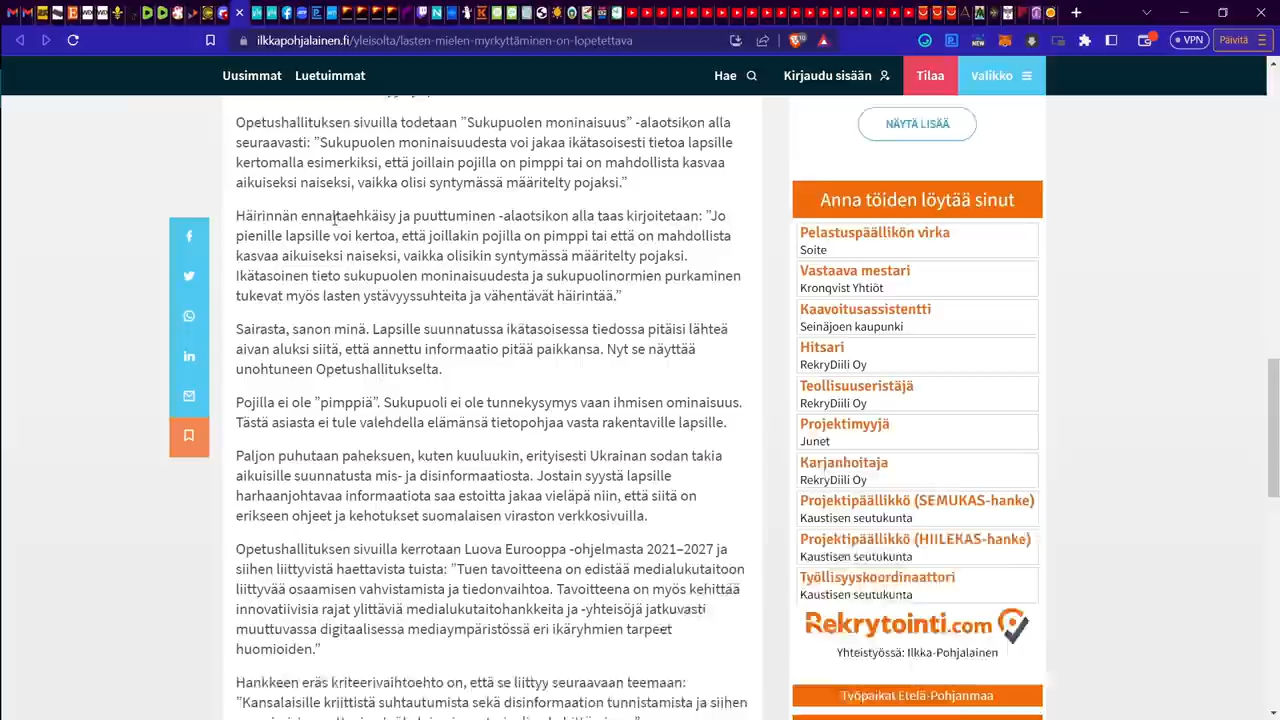 ilkkapohjalainen.fi/yleisolta/lasten-mielen-myrkyttaminen-on-lopetettava
VPN
Päivitä
Uusimmat
Luetuimmat
Hae
Kirjaudu sisään
Tilaa
Valikko
Opetushallituksen sivuilla todetaan ”Sukupuolen moninaisuus” -alaotsikon alla
seuraavasti: ”Sukupuolen moninaisuudesta voi jakaa ikätasoisesti tietoa lapsille
kertomalla esimerkiksi, että joillain pojilla on pimppi tai on mahdollista kasvaa
aikuiseksi naiseksi, vaikka olisi syntymässä määritelty pojaksi.”
Häirinnän ennaltaehkäisy ja puuttuminen -alaotsikon alla taas kirjoitetaan: ”Jo
pienille lapsille voi kertoa, että joillakin pojilla on pimppi tai että on mahdollista
kasvaa aikuiseksi naiseksi, vaikka olisikin syntymässä määritelty pojaksi.
Ikätasoinen tieto sukupuolen moninaisuudesta ja sukupuolinormien purkaminen
tukevat myös lasten ystävyyssuhteita ja vähentävät häirintää.”
Sairasta, sanon minä. Lapsille suunnatussa ikätasoisessa tiedossa pitäisi lähteä
aivan aluksi siitä, että annettu informaatio pitää paikkansa. Nyt se näyttää
unohtuneen Opetushallitukselta.
Pojilla ei ole ”pimppiä”. Sukupuoli ei ole tunnekysymys vaan ihmisen ominaisuus.
Tästä asiasta ei tule valehdella elämänsä tietopohjaa vasta rakentaville lapsille.
Paljon puhutaan paheksuen, kuten kuuluukin, erityisesti Ukrainan sodan takia
aikuisille suunnatusta mis- ja disinformaatiosta. Jostain syystä lapsille
harhaanjohtavaa informaatiota saa estoitta jakaa vieläpä niin, että siitä on
erikseen ohjeet ja kehotukset suomalaisen viraston verkkosivuilla.
Opetushallituksen sivuilla kerrotaan Luova Eurooppa -ohjelmasta 2021–2027 ja
siihen liittyvistä haettavista tuista: ”Tuen tavoitteena on edistää medialukutaitoon
liittyvää osaamisen vahvistamista ja tiedonvaihtoa. Tavoitteena on myös kehittää
innovatiivisia rajat ylittäviä medialukutaitohankkeita ja -yhteisöjä jatkuvasti
muuttuvassa digitaalisessa mediaympäristössä eri ikäryhmien tarpeet
huomioiden.”
Hankkeen eräs kriteerivaihtoehto on, että se liittyy seuraavaan teemaan:
”Kansalaisille kriittistä suhtautumista sekä disinformaation tunnistamista ja siihen
NÄYTÄ LISÄÄ
Anna töiden löytää sinut
Pelastuspäällikön virka
Soite
Vastaava mestari
Kronqvist Yhtiöt
Kaavoitusassistentti
Seinäjoen kaupunki
Hitsari
RekryDiili Oy
Teollisuuseristäjä
RekryDiili Oy
Projektimyyjä
Junet
Karjanhoitaja
RekryDiili Oy
Projektipäällikkö (SEMUKAS-hanke)
Kaustisen seutukunta
Projektipäällikkö (HIILEKAS-hanke)
Kaustisen seutukunta
Työllisyyskoordinaattori
Kaustisen seutukunta
Rekrytointi.com
Yhteistyössä: Ilkka-Pohjalainen
Työpaikat Etelä-Pohjanmaa